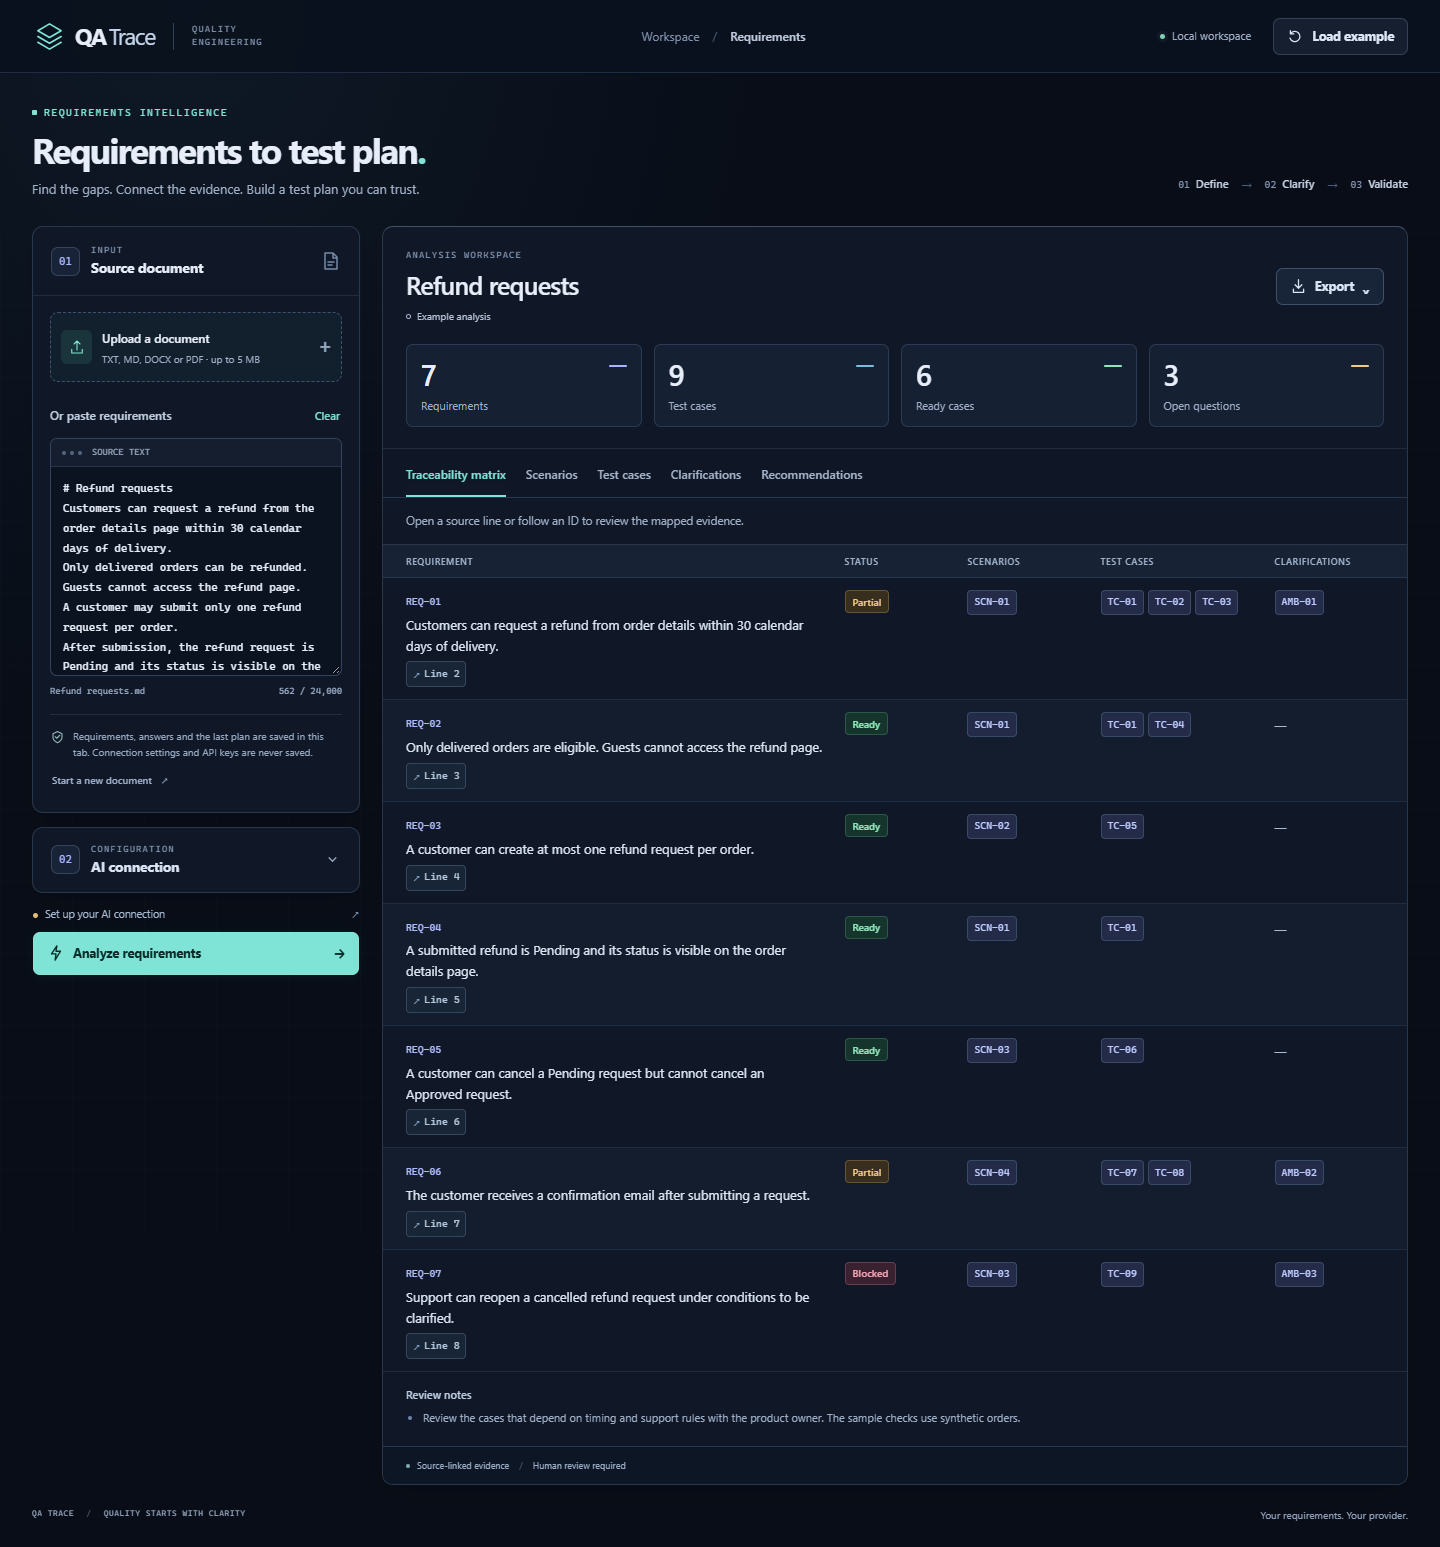 QA Trace
QUALITY
ENGINEERING
Workspace / Requirements
Local workspace
Load example
REQUIREMENTS INTELLIGENCE
Requirements to test plan.
Find the gaps. Connect the evidence. Build a test plan you can trust.
01 Define → 02 Clarify → 03 Validate
01
INPUT
Source document
Upload a document
TXT, MD, DOCX or PDF · up to 5 MB
+
Or paste requirements
Clear
SOURCE TEXT
# Refund requests
Customers can request a refund from the
order details page within 30 calendar
days of delivery.
Only delivered orders can be refunded.
Guests cannot access the refund page.
A customer may submit only one refund
request per order.
After submission, the refund request is
Pending and its status is visible on the
Refund requests.md
562 / 24,000
Requirements, answers and the last plan are saved in this
tab. Connection settings and API keys are never saved.
Start a new document ↗
02
CONFIGURATION
AI connection
Set up your AI connection ↗
Analyze requirements →
ANALYSIS WORKSPACE
Refund requests
Example analysis
Export
7
Requirements
9
Test cases
6
Ready cases
3
Open questions
Traceability matrix
Scenarios
Test cases
Clarifications
Recommendations
Open a source line or follow an ID to review the mapped evidence.
REQUIREMENT STATUS SCENARIOS TEST CASES CLARIFICATIONS
REQ-01 Partial SCN-01 TC-01 TC-02 TC-03 AMB-01
Customers can request a refund from order details within 30 calendar
days of delivery.
↗ Line 2
REQ-02 Ready SCN-01 TC-01 TC-04 —
Only delivered orders are eligible. Guests cannot access the refund page.
↗ Line 3
REQ-03 Ready SCN-02 TC-05 —
A customer can create at most one refund request per order.
↗ Line 4
REQ-04 Ready SCN-01 TC-01 —
A submitted refund is Pending and its status is visible on the order
details page.
↗ Line 5
REQ-05 Ready SCN-03 TC-06 —
A customer can cancel a Pending request but cannot cancel an
Approved request.
↗ Line 6
REQ-06 Partial SCN-04 TC-07 TC-08 AMB-02
The customer receives a confirmation email after submitting a request.
↗ Line 7
REQ-07 Blocked SCN-03 TC-09 AMB-03
Support can reopen a cancelled refund request under conditions to be
clarified.
↗ Line 8
Review notes
Review the cases that depend on timing and support rules with the product owner. The sample checks use synthetic orders.
Source-linked evidence / Human review required
QA TRACE / QUALITY STARTS WITH CLARITY
Your requirements. Your provider.